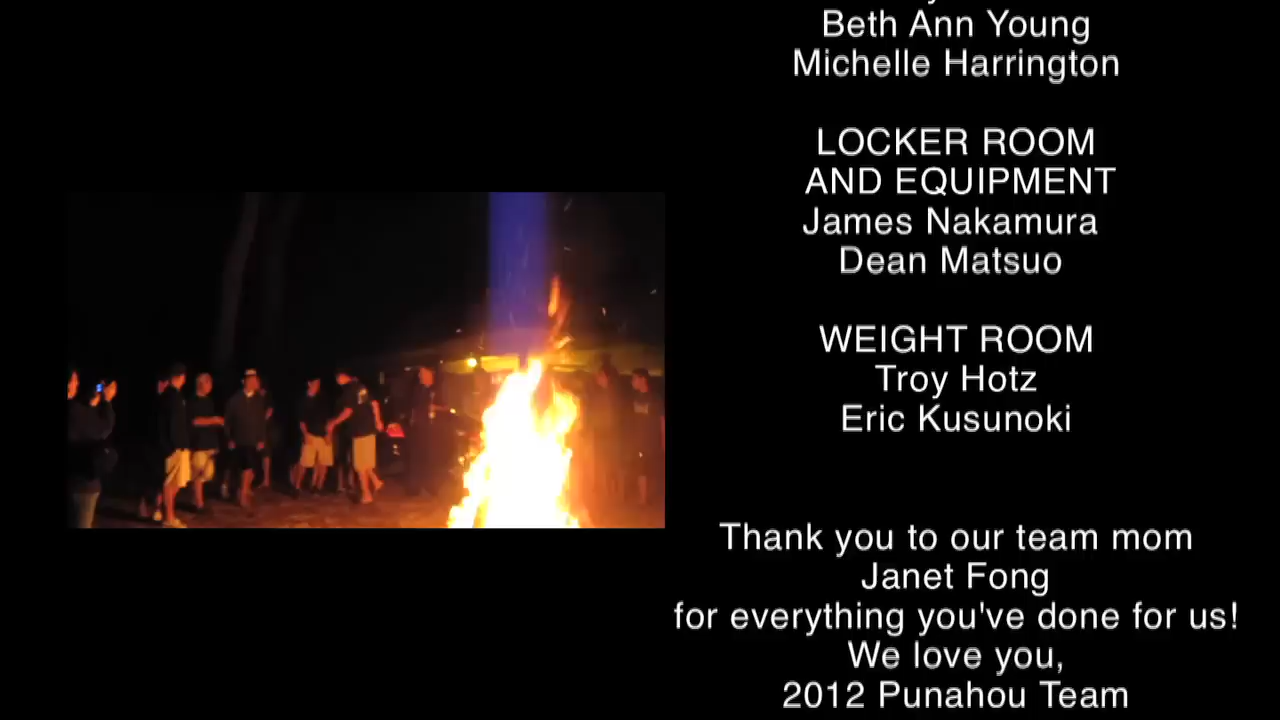 Beth Ann Young
Michelle Harrington
LOCKER ROOM
AND EQUIPMENT
James Nakamura
Dean Matsuo
WEIGHT ROOM
Troy Hotz
Eric Kusunoki
Thank you to our team mom
Janet Fong
for everything you've done for us!
We love you,
2012 Punahou Team